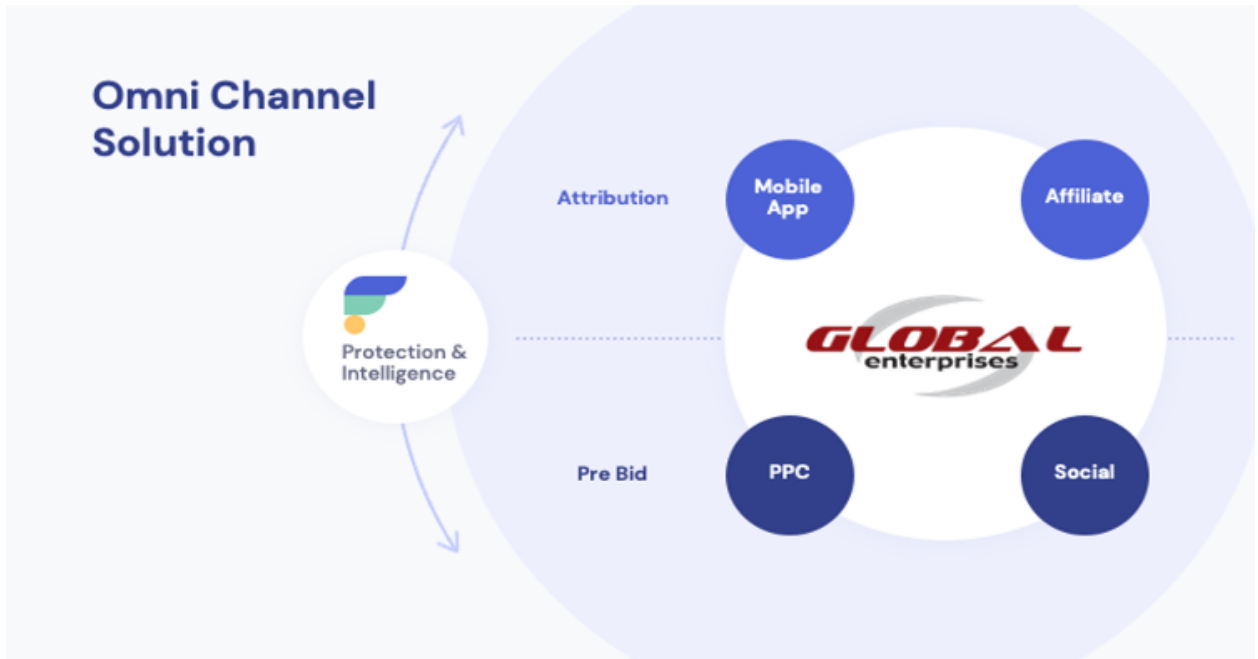 Omni Channel
Solution
Attribution
Mobile
App
Affiliate
Protection &
Intelligence
GLOBAL
enterprises
Pre Bid
PPC
Social